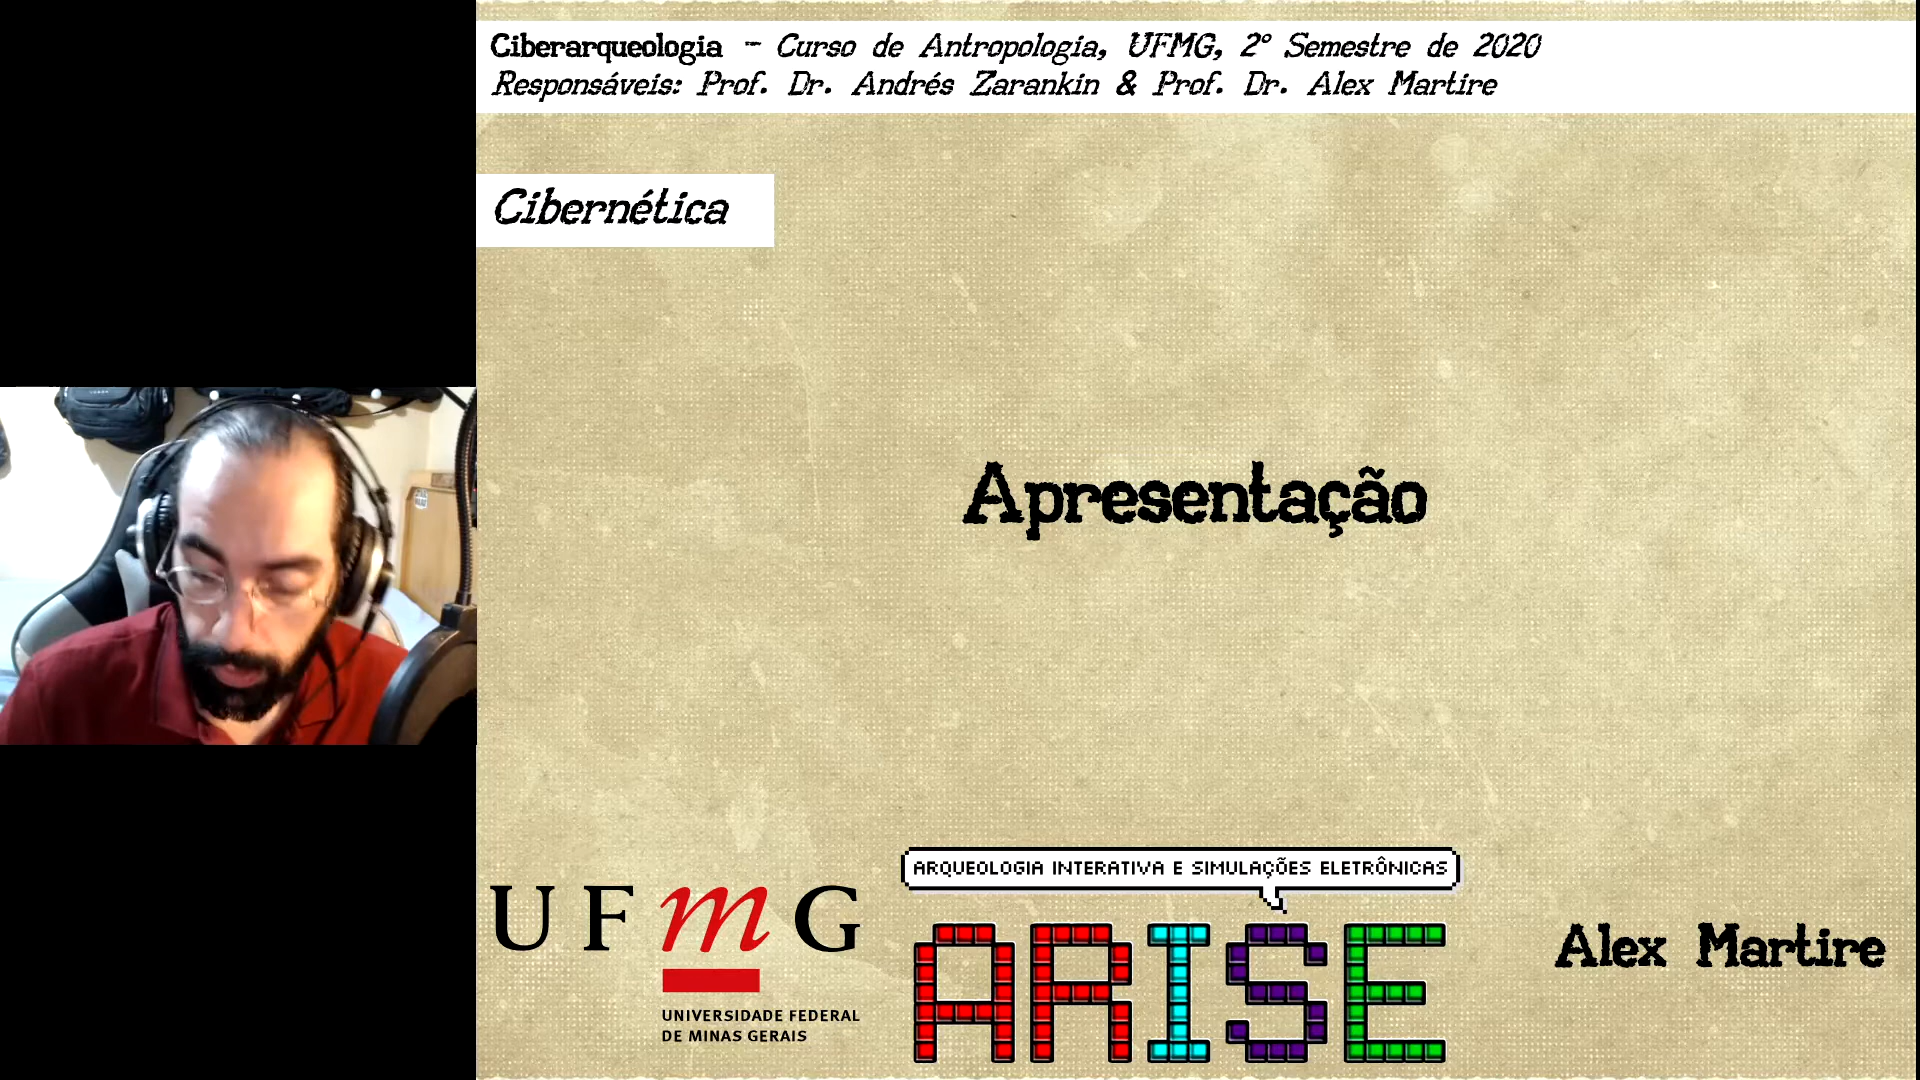 Ciberarqueologia - Curso de Antropologia, UFMG, 2º Semestre de 2020
Responsáveis: Prof. Dr. Andrés Zarankin & Prof. Dr. Alex Martire
Cibernética
Apresentação
ARQUEOLOGIA INTERATIVA E SIMULAÇÕES ELETRÔNICAS
UFmG
UNIVERSIDADE FEDERAL
DE MINAS GERAIS
ARISE
Alex Martire